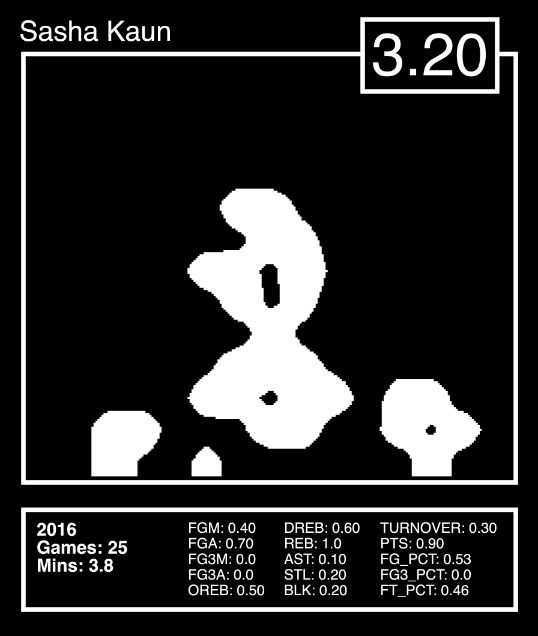 Sasha Kaun
3.20
2016
Games: 25
Mins: 3.8
FGM: 0.40
FGA: 0.70
FG3M: 0.0
FG3A: 0.0
OREB: 0.50
DREB: 0.60
REB: 1.0
AST: 0.10
STL: 0.20
BLK: 0.20
TURNOVER: 0.30
PTS: 0.90
FG_PCT: 0.53
FG3_PCT: 0.0
FT_PCT: 0.46